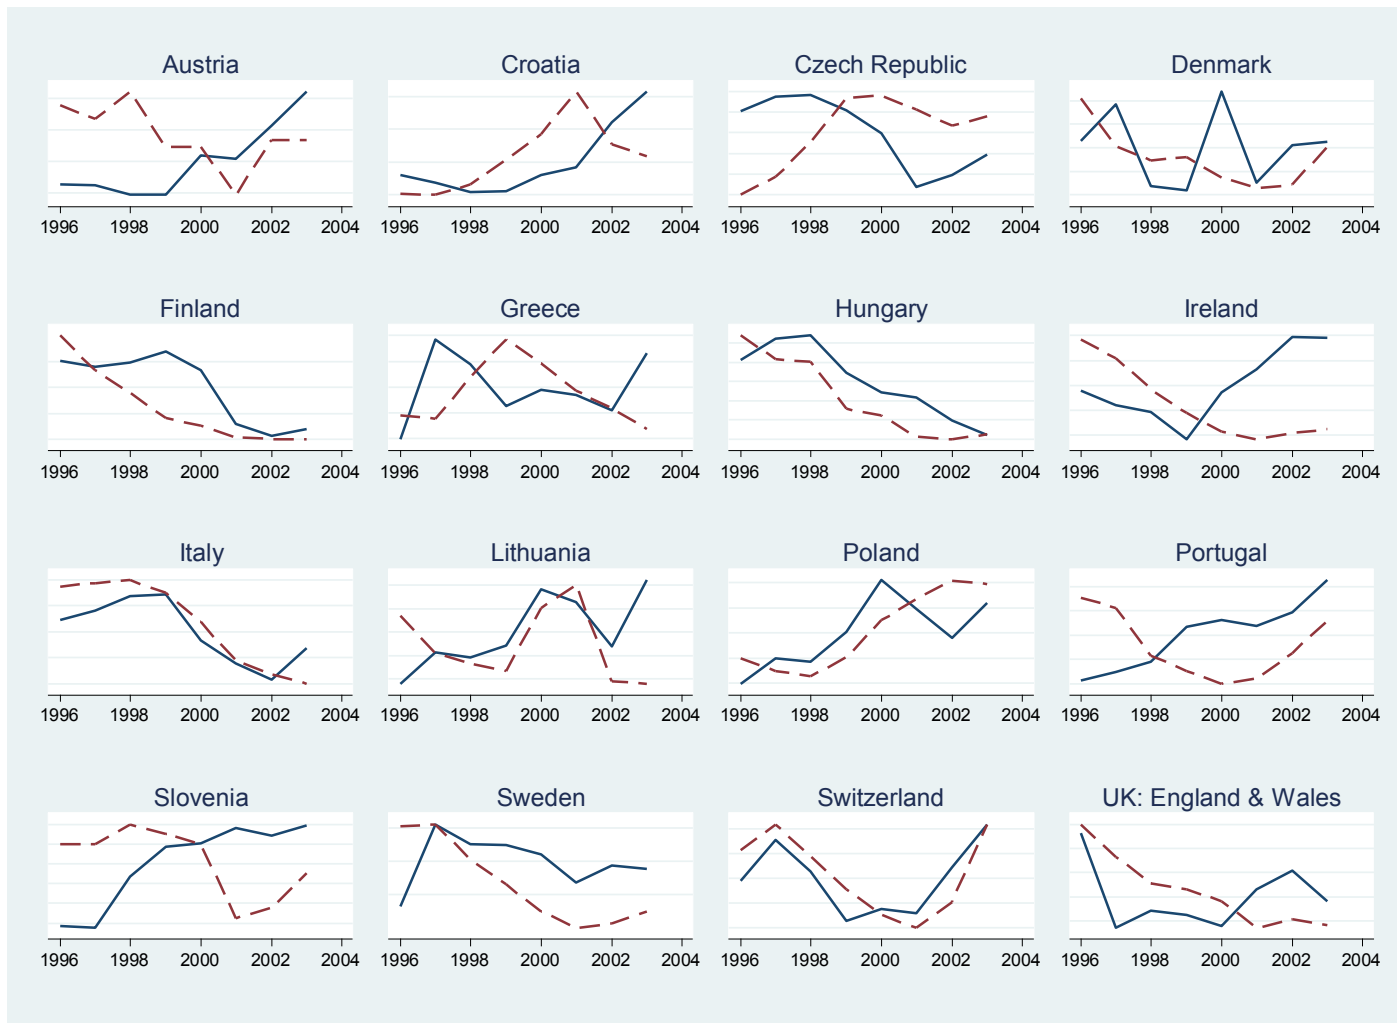 Austria Croatia Czech Republic Denmark
1996 1998 2000 2002 2004 1996 1998 2000 2002 2004 1996 1998 2000 2002 2004 1996 1998 2000 2002 2004
Finland Greece Hungary Ireland
1996 1998 2000 2002 2004 1996 1998 2000 2002 2004 1996 1998 2000 2002 2004 1996 1998 2000 2002 2004
Italy Lithuania Poland Portugal
1996 1998 2000 2002 2004 1996 1998 2000 2002 2004 1996 1998 2000 2002 2004 1996 1998 2000 2002 2004
Slovenia Sweden Switzerland UK: England & Wales
1996 1998 2000 2002 2004 1996 1998 2000 2002 2004 1996 1998 2000 2002 2004 1996 1998 2000 2002 2004